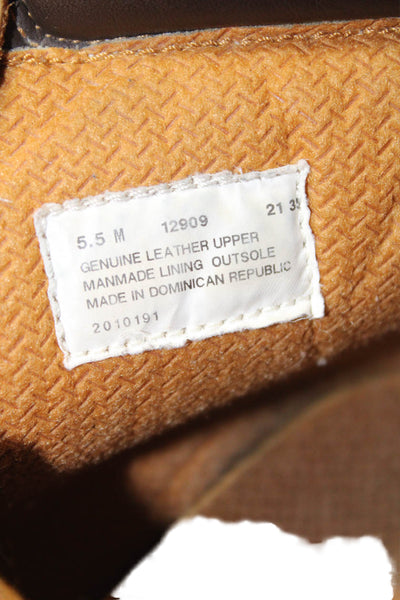 5.5 M 12909 21 35
GENUINE LEATHER UPPER
MANMADE LINING OUTSOLE
MADE IN DOMINICAN REPUBLIC
2010191